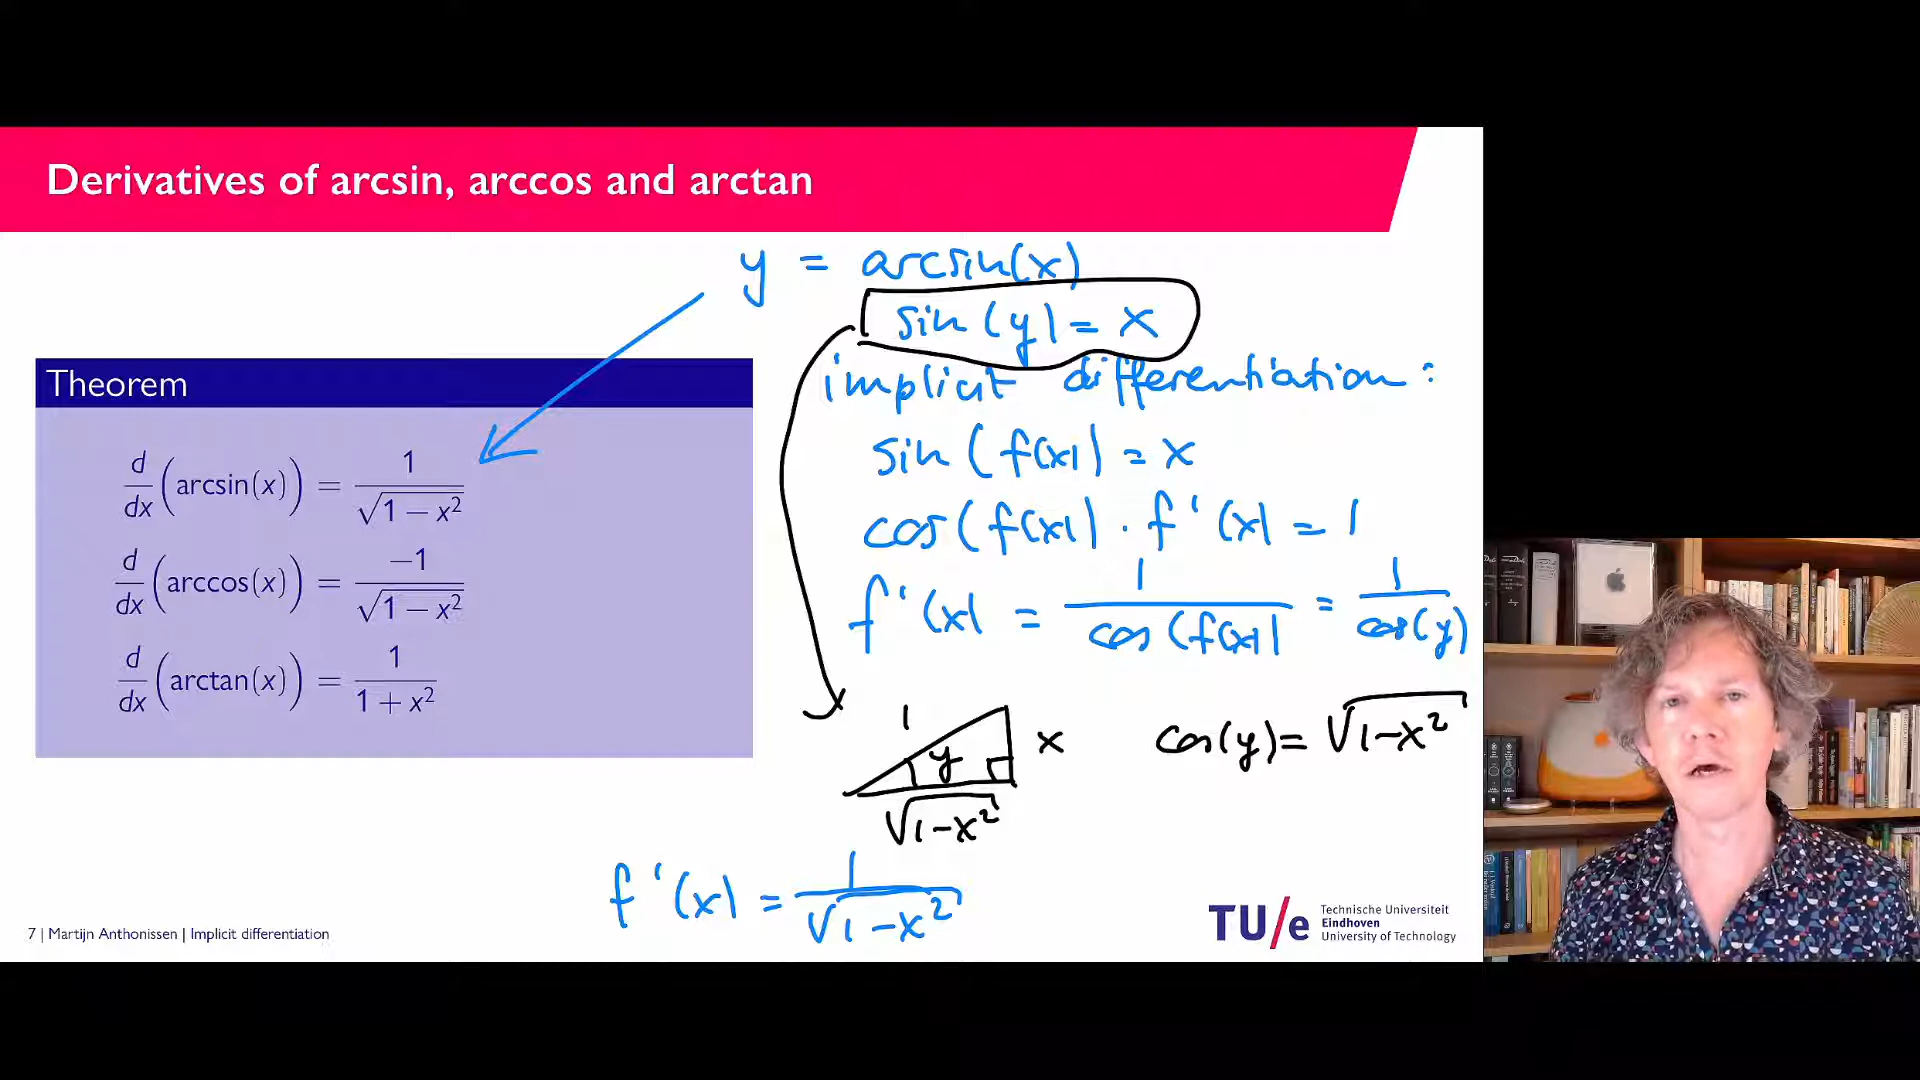 Derivatives of arcsin, arccos and arctan
y = arcsin(x)
sin(y) = x
implicit differentiation:
sin(f(x)) = x
cos(f(x)) · f'(x) = 1
f'(x) = 1/cos(f(x)) = 1/cos(y)
Theorem
d/dx (arcsin(x)) = 1/√(1 − x²)
d/dx (arccos(x)) = −1/√(1 − x²)
d/dx (arctan(x)) = 1/(1 + x²)
1
y
x
√(1−x²)
cos(y) = √(1−x²)
f'(x) = 1/√(1−x²)
7 | Martijn Anthonissen | Implicit differentiation
TU/e
Technische Universiteit
Eindhoven
University of Technology